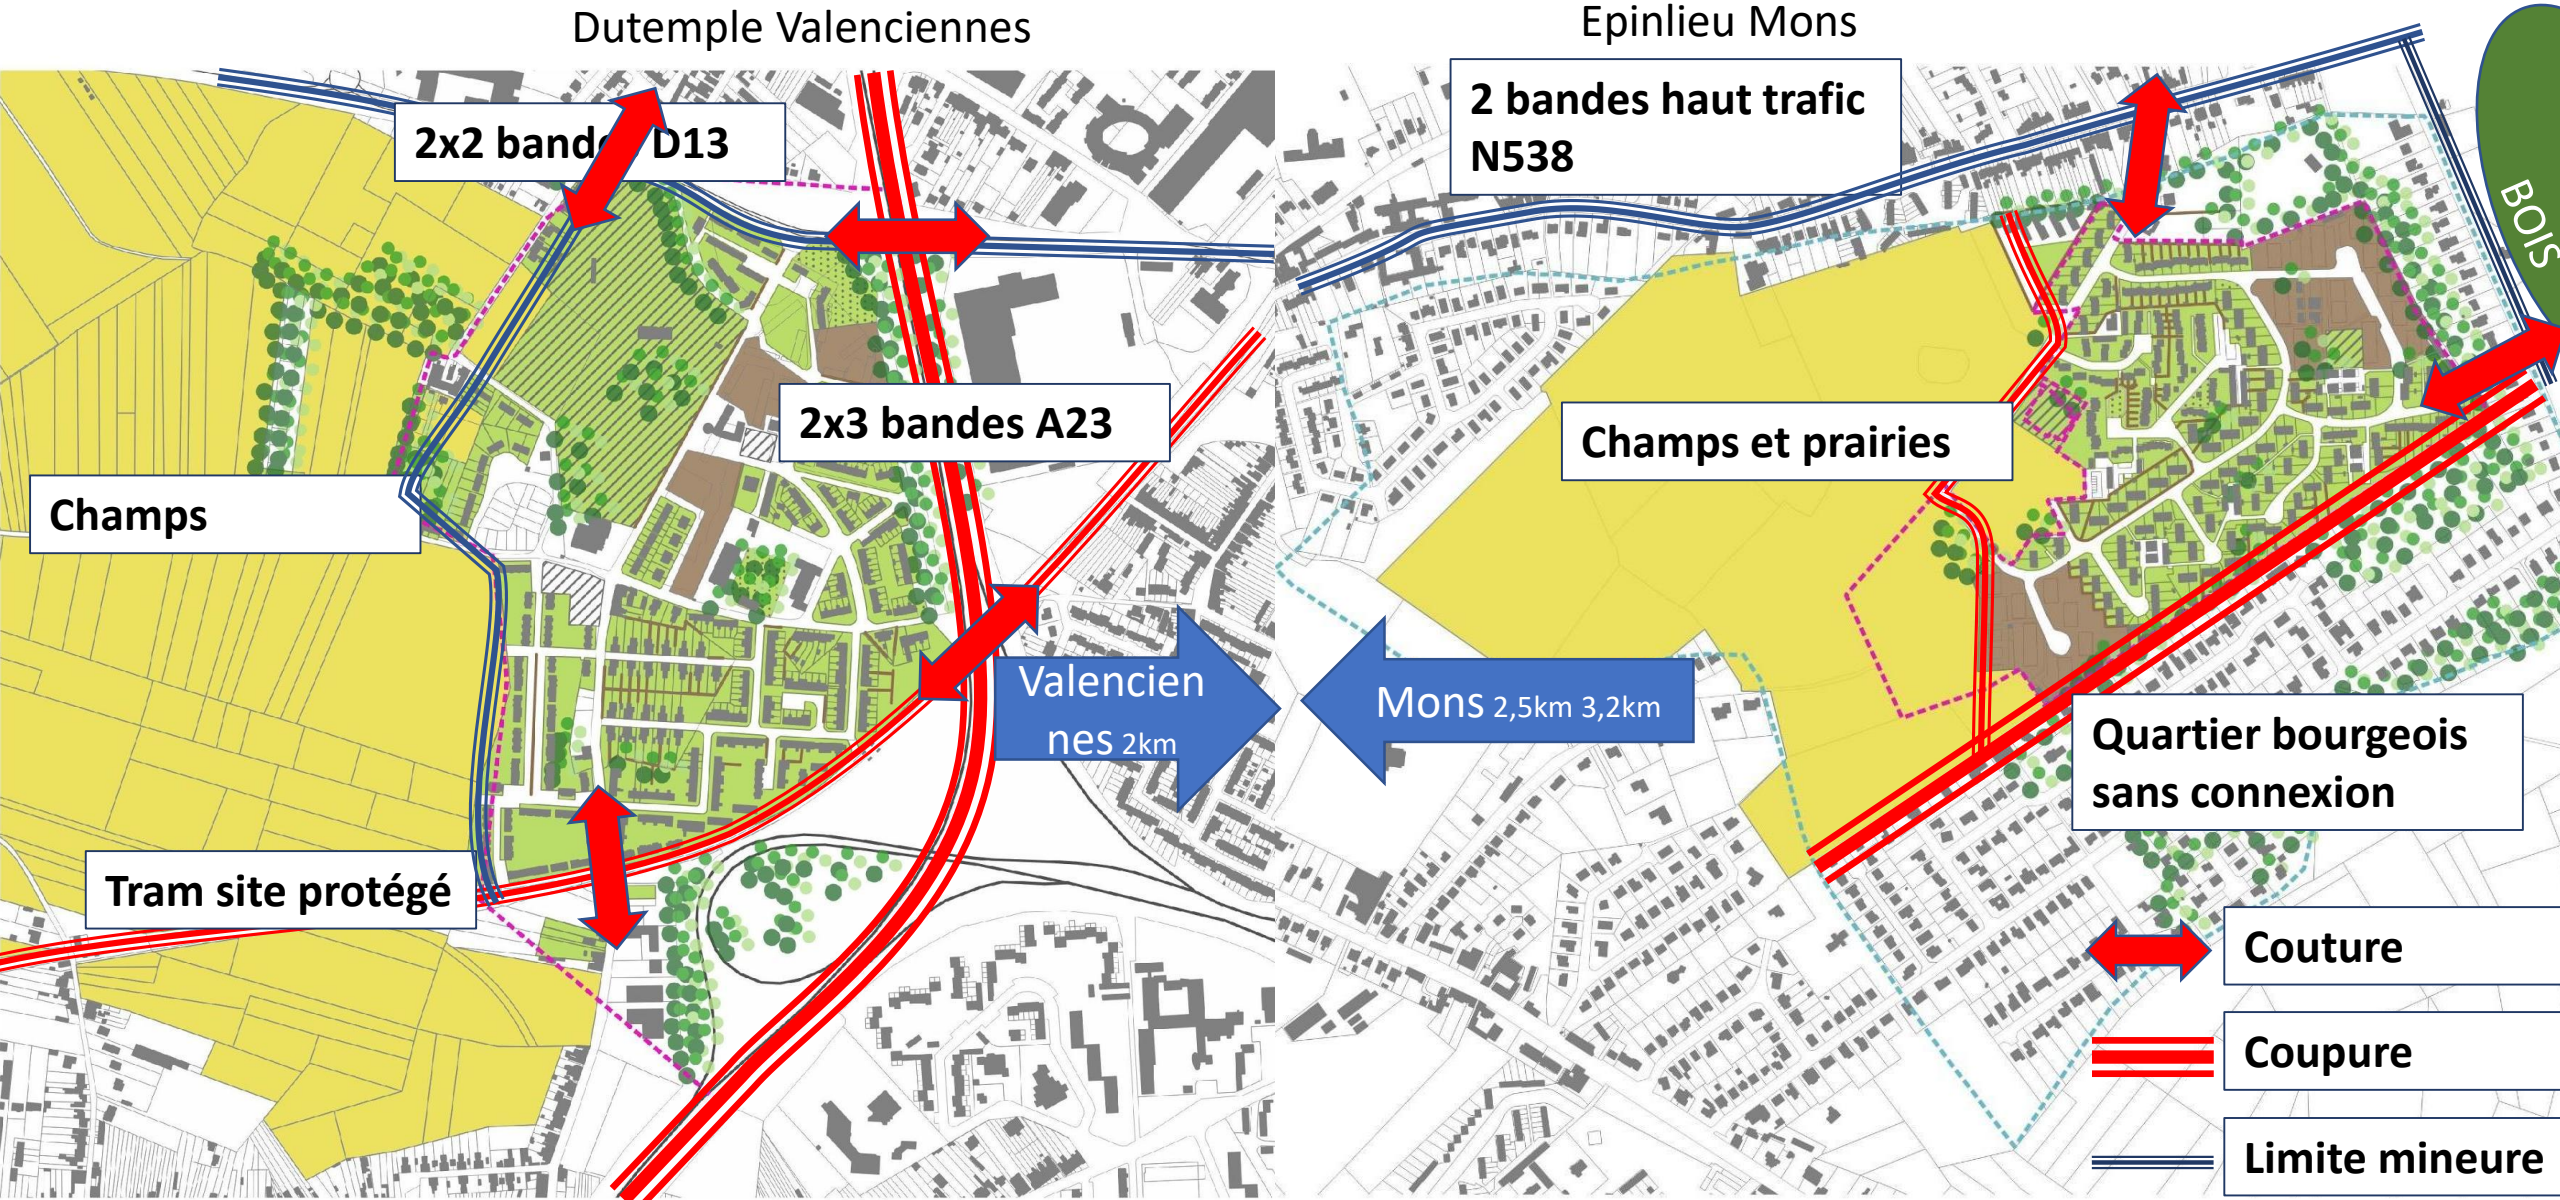 Dutemple Valenciennes
Epinlieu Mons
2x2 bandes D13
2 bandes haut trafic
N538
BOIS
2x3 bandes A23
Champs et prairies
Champs
Valencien
nes 2km
Mons 2,5km 3,2km
Quartier bourgeois
sans connexion
Tram site protégé
Couture
Coupure
Limite mineure